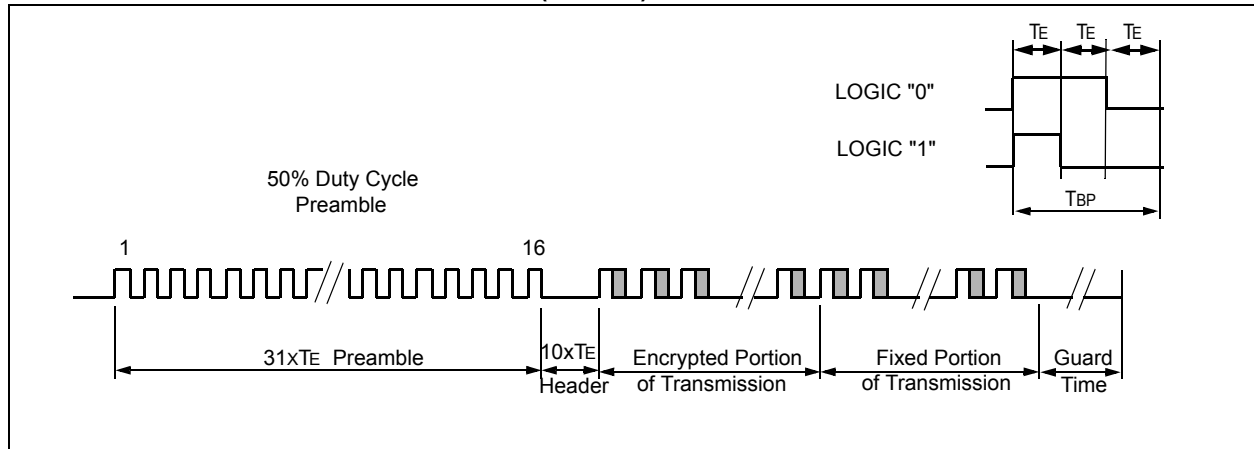 TE TE TE
LOGIC "0"
LOGIC "1"
TBP
50% Duty Cycle
Preamble
1
16
31xTE Preamble
10xTE
Header
Encrypted Portion
of Transmission
Fixed Portion
of Transmission
Guard
Time